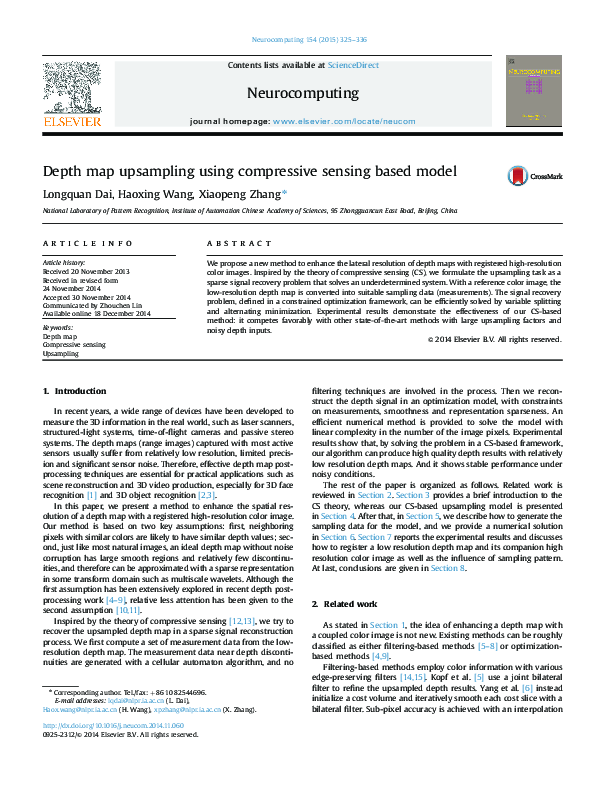 Neurocomputing 154 (2015) 325–336
Contents lists available at ScienceDirect
Neurocomputing
journal homepage: www.elsevier.com/locate/neucom
ELSEVIER
NEUROCOMPUTING
Depth map upsampling using compressive sensing based model
CrossMark
Longquan Dai, Haoxing Wang, Xiaopeng Zhang*
National Laboratory of Pattern Recognition, Institute of Automation Chinese Academy of Sciences, 95 Zhongguancun East Road, Beijing, China
ARTICLE INFO
Article history:
Received 20 November 2013
Received in revised form
24 November 2014
Accepted 30 November 2014
Communicated by Zhouchen Lin
Available online 18 December 2014
Keywords:
Depth map
Compressive sensing
Upsampling
ABSTRACT
We propose a new method to enhance the lateral resolution of depth maps with registered high-resolution
color images. Inspired by the theory of compressive sensing (CS), we formulate the upsampling task as a
sparse signal recovery problem that solves an underdetermined system. With a reference color image, the
low-resolution depth map is converted into suitable sampling data (measurements). The signal recovery
problem, defined in a constrained optimization framework, can be efficiently solved by variable splitting
and alternating minimization. Experimental results demonstrate the effectiveness of our CS-based
method: it competes favorably with other state-of-the-art methods with large upsampling factors and
noisy depth inputs.
© 2014 Elsevier B.V. All rights reserved.
1. Introduction
In recent years, a wide range of devices have been developed to
measure the 3D information in the real world, such as laser scanners,
structured-light systems, time-of-flight cameras and passive stereo
systems. The depth maps (range images) captured with most active
sensors usually suffer from relatively low resolution, limited precis-
ion and significant sensor noise. Therefore, effective depth map post-
processing techniques are essential for practical applications such as
scene reconstruction and 3D video production, especially for 3D face
recognition [1] and 3D object recognition [2,3].
In this paper, we present a method to enhance the spatial res-
olution of a depth map with a registered high-resolution color image.
Our method is based on two key assumptions: first, neighboring
pixels with similar colors are likely to have similar depth values; sec-
ond, just like most natural images, an ideal depth map without noise
corruption has large smooth regions and relatively few discontinu-
ities, and therefore can be approximated with a sparse representation
in some transform domain such as multiscale wavelets. Although the
first assumption has been extensively explored in recent depth post-
processing work [4–9], relative less attention has been given to the
second assumption [10,11].
Inspired by the theory of compressive sensing [12,13], we try to
recover the upsampled depth map in a sparse signal reconstruction
process. We first compute a set of measurement data from the low-
resolution depth map. The measurement data near depth disconti-
nuities are generated with a cellular automaton algorithm, and no
* Corresponding author. Tel./fax: +86 10 82544696.
E-mail addresses: lqdai@nlpr.ia.ac.cn (L. Dai),
Haox.wang@nlpr.ia.ac.cn (H. Wang), xpzhang@nlpr.ia.ac.cn (X. Zhang).
http://dx.doi.org/10.1016/j.neucom.2014.11.060
0925-2312/© 2014 Elsevier B.V. All rights reserved.
filtering techniques are involved in the process. Then we recon-
struct the depth signal in an optimization model, with constraints
on measurements, smoothness and representation sparseness. An
efficient numerical method is provided to solve the model with
linear complexity in the number of the image pixels. Experimental
results show that, by solving the problem in a CS-based framework,
our algorithm can produce high quality depth results with relatively
low resolution depth maps. And it shows stable performance under
noisy conditions.
The rest of the paper is organized as follows. Related work is
reviewed in Section 2. Section 3 provides a brief introduction to the
CS theory, whereas our CS-based upsampling model is presented
in Section 4. After that, in Section 5, we describe how to generate the
sampling data for the model, and we provide a numerical solution
in Section 6. Section 7 reports the experimental results and discusses
how to register a low resolution depth map and its companion high
resolution color image as well as the influence of sampling pattern.
At last, conclusions are given in Section 8.
2. Related work
As stated in Section 1, the idea of enhancing a depth map with
a coupled color image is not new. Existing methods can be roughly
classified as either filtering-based methods [5–8] or optimization-
based methods [4,9].
Filtering-based methods employ color information with various
edge-preserving filters [14,15]. Kopf et al. [5] use a joint bilateral
filter to refine the upsampled depth results. Yang et al. [6] instead
initialize a cost volume and iteratively smooth each cost slice with a
bilateral filter. Sub-pixel accuracy is achieved with an interpolation